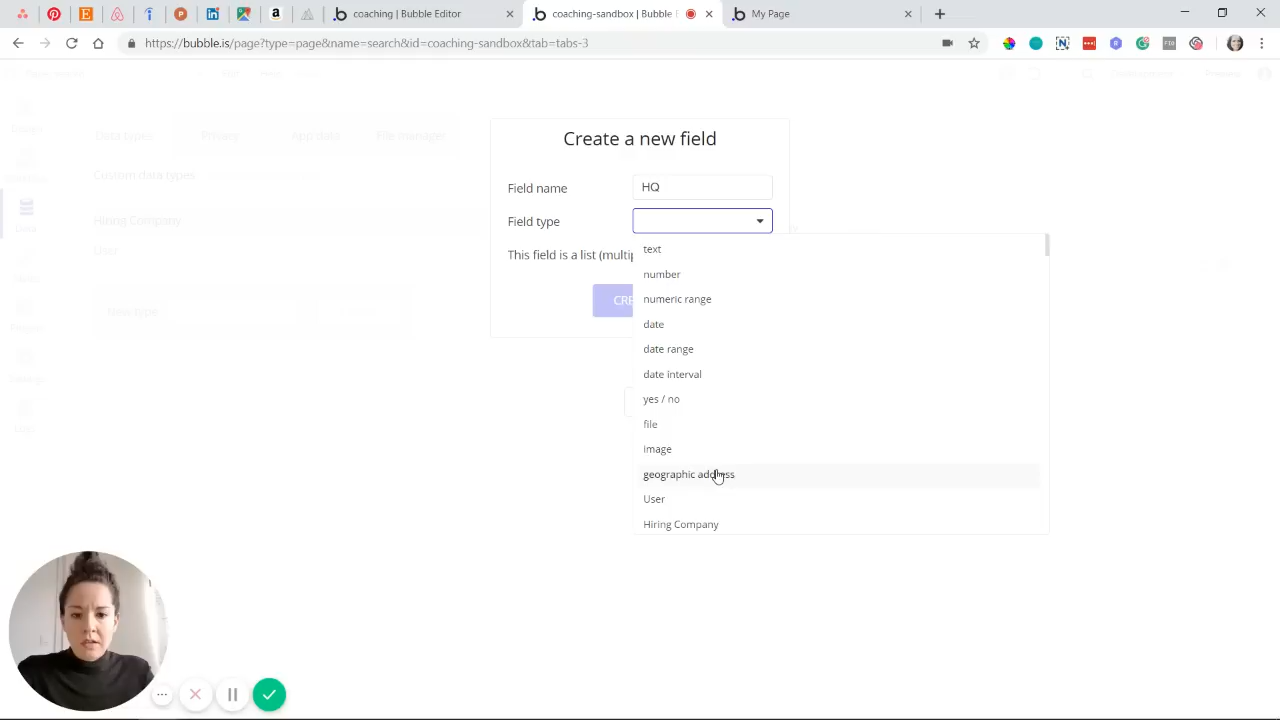 coaching | Bubble Editor
coaching-sandbox | Bubble E
My Page
https://bubble.is/page?type=page&name=search&id=coaching-sandbox&tab=tabs-3
Data types
Privacy
App data
File manager
Custom data types
Hiring Company
User
New type
Data
Create a new field
Field name
HQ
Field type
This field is a list (multip
CRE
text
number
numeric range
date
date range
date interval
yes / no
file
image
geographic address
User
Hiring Company